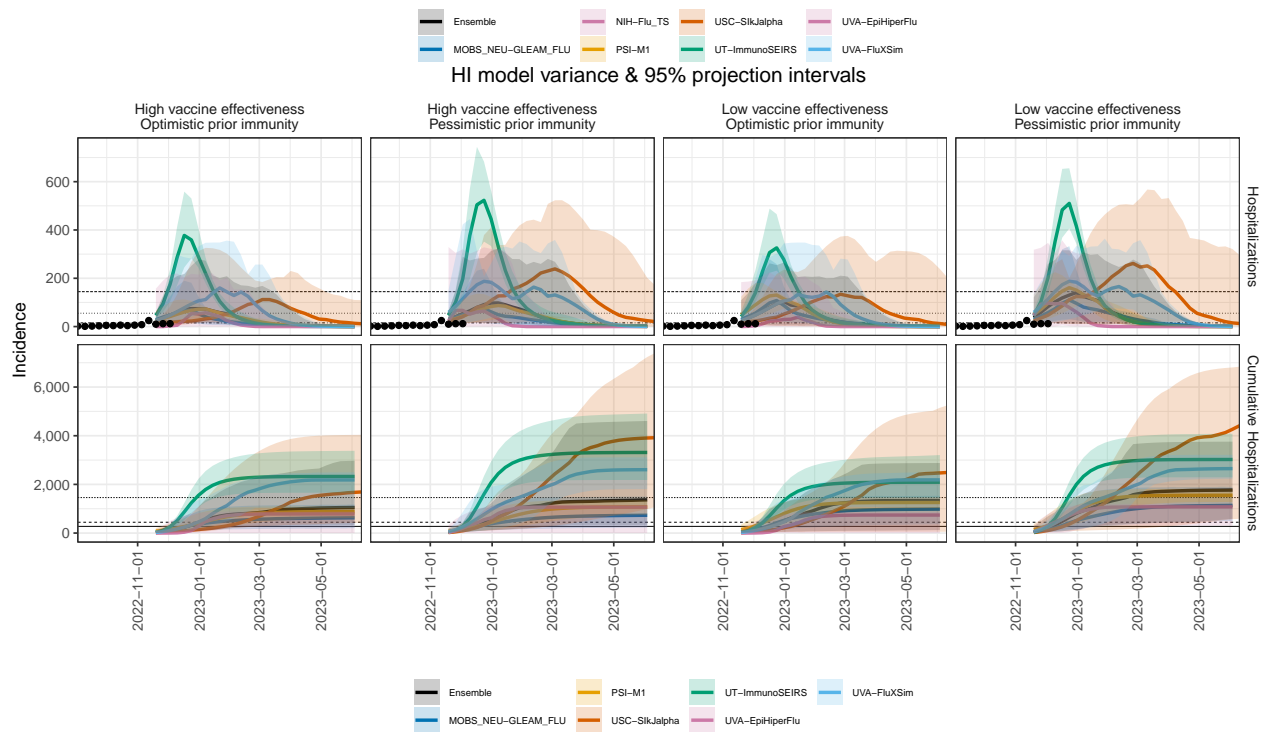 Ensemble NIH−Flu_TS USC−SIkJalpha UVA−EpiHiperFlu
MOBS_NEU−GLEAM_FLU PSI−M1 UT−ImmunoSEIRS UVA−FluXSim
HI model variance & 95% projection intervals
High vaccine effectiveness High vaccine effectiveness Low vaccine effectiveness Low vaccine effectiveness
Optimistic prior immunity Pessimistic prior immunity Optimistic prior immunity Pessimistic prior immunity
600
400
200
0
Hospitalizations
Incidence
6,000
4,000
2,000
0
Cumulative Hospitalizations
2022−11−01 2023−01−01 2023−03−01 2023−05−01 2022−11−01 2023−01−01 2023−03−01 2023−05−01 2022−11−01 2023−01−01 2023−03−01 2023−05−01 2022−11−01 2023−01−01 2023−03−01 2023−05−01
Ensemble PSI−M1 UT−ImmunoSEIRS UVA−FluXSim
MOBS_NEU−GLEAM_FLU USC−SIkJalpha UVA−EpiHiperFlu